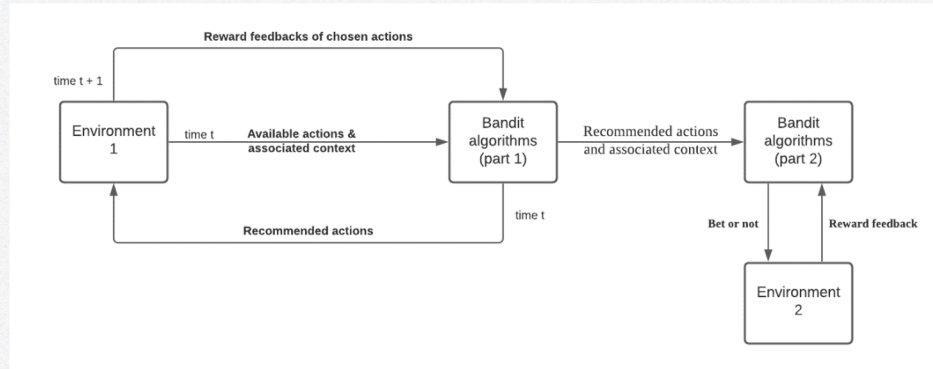 Reward feedbacks of chosen actions
time t + 1
Environment
1
time t
Available actions &
associated context
Bandit
algorithms
(part 1)
Recommended actions
and associated context
Bandit
algorithms
(part 2)
time t
Recommended actions
Bet or not
Reward feedback
Environment
2